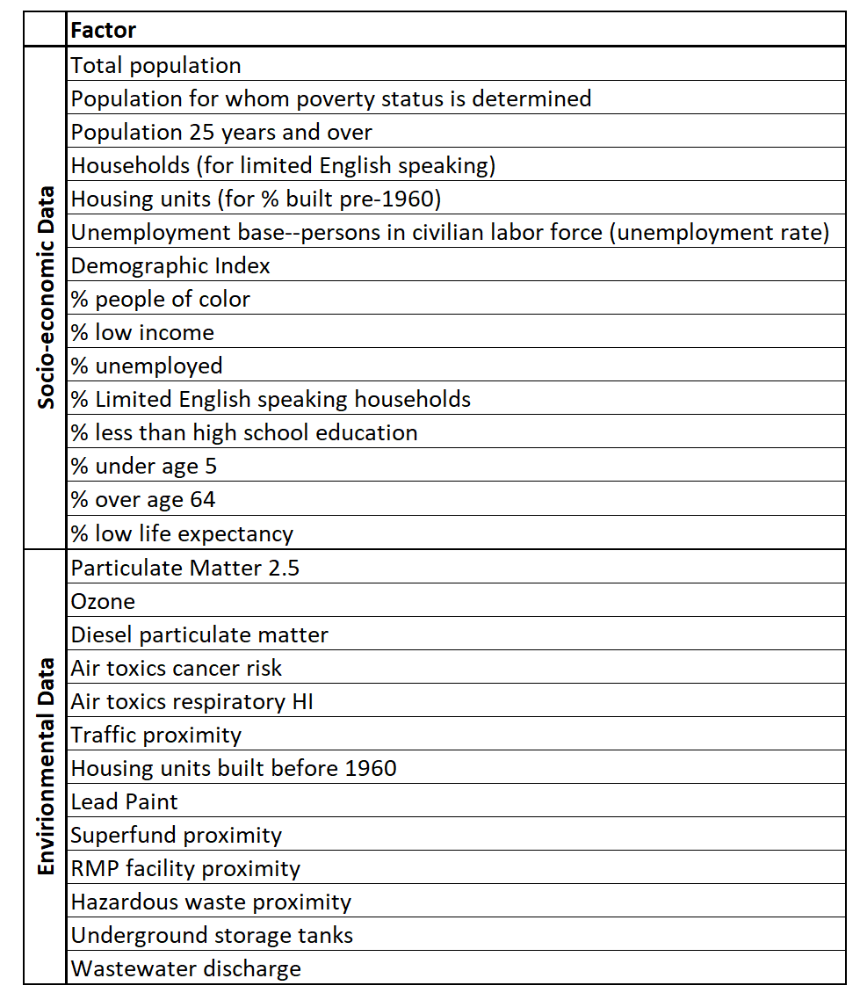 Factor
Socio-economic Data
Total population
Population for whom poverty status is determined
Population 25 years and over
Households (for limited English speaking)
Housing units (for % built pre-1960)
Unemployment base--persons in civilian labor force (unemployment rate)
Demographic Index
% people of color
% low income
% unemployed
% Limited English speaking households
% less than high school education
% under age 5
% over age 64
% low life expectancy
Envirionmental Data
Particulate Matter 2.5
Ozone
Diesel particulate matter
Air toxics cancer risk
Air toxics respiratory HI
Traffic proximity
Housing units built before 1960
Lead Paint
Superfund proximity
RMP facility proximity
Hazardous waste proximity
Underground storage tanks
Wastewater discharge